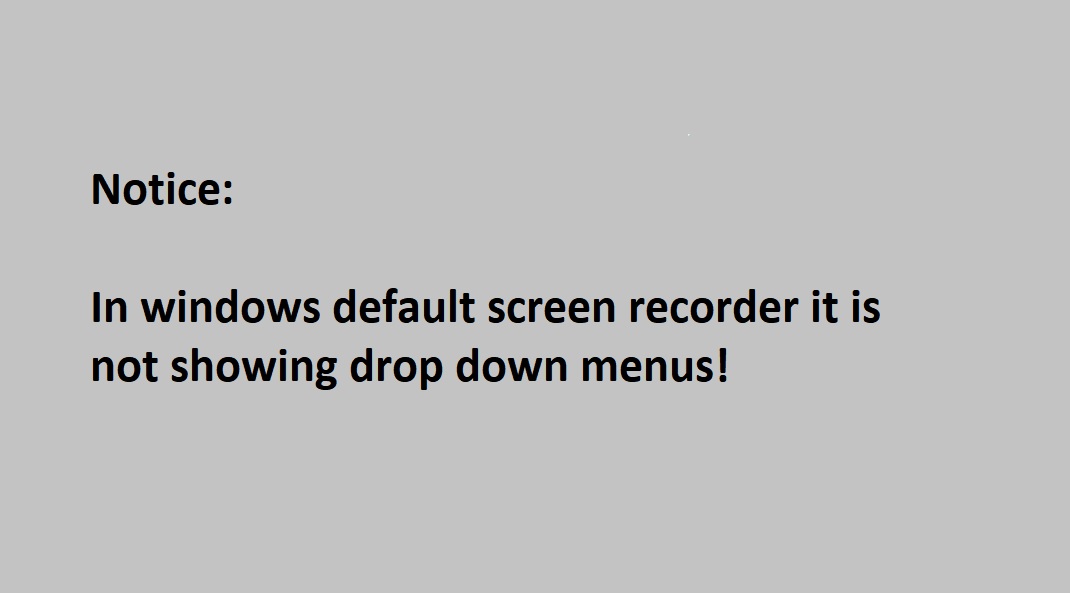 Notice:
In windows default screen recorder it is
not showing drop down menus!